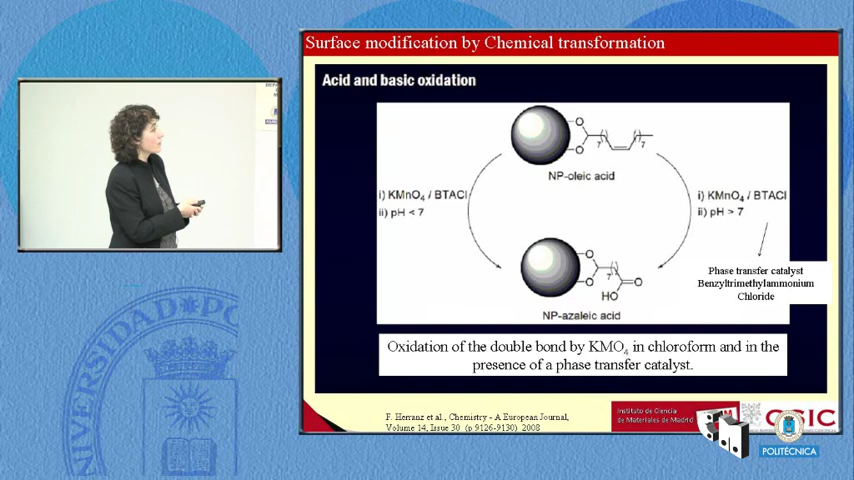 Surface modification by Chemical transformation
Acid and basic oxidation
NP-oleic acid
i) KMnO4 / BTACl
ii) pH < 7
i) KMnO4 / BTACl
ii) pH > 7
Phase transfer catalyst
Benzyltrimethylammonium
Chloride
HO
NP-azaleic acid
Oxidation of the double bond by KMO4 in chloroform and in the
presence of a phase transfer catalyst.
F. Herranz et al., Chemistry - A European Journal,
Volume 14, Issue 30 (p 9126-9130) 2008
Instituto de Ciencia
de Materiales de Madrid
CSIC
POLITÉCNICA